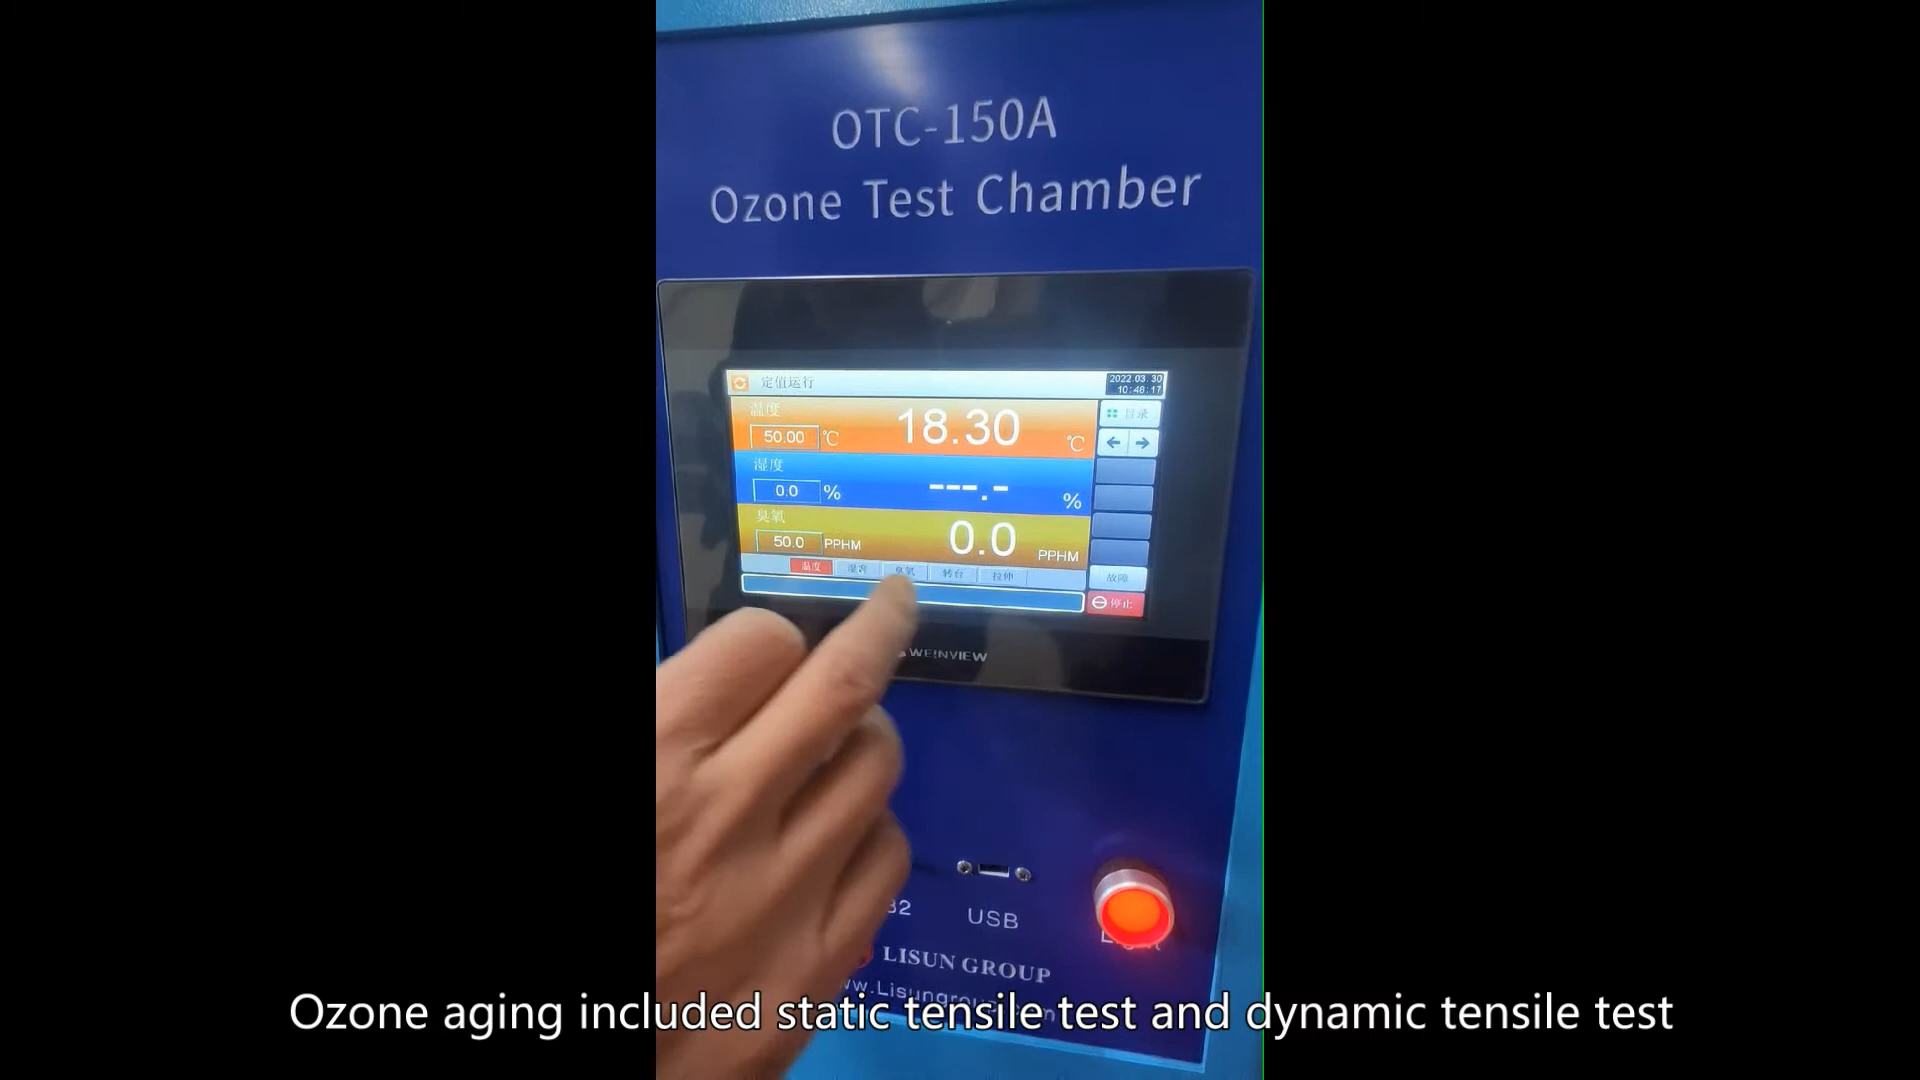 OTC-150A
Ozone Test Chamber
定值运行
2022.03.30
10:48:17
温度
50.00 ℃
18.30 ℃
目录
湿度
0.0 %
---.- %
臭氧
50.0 PPHM
0.0 PPHM
温度 臭氧 转台 拉伸
故障
停止
WEINVIEW
32
USB
LISUN GROUP
Ozone aging included static tensile test and dynamic tensile test